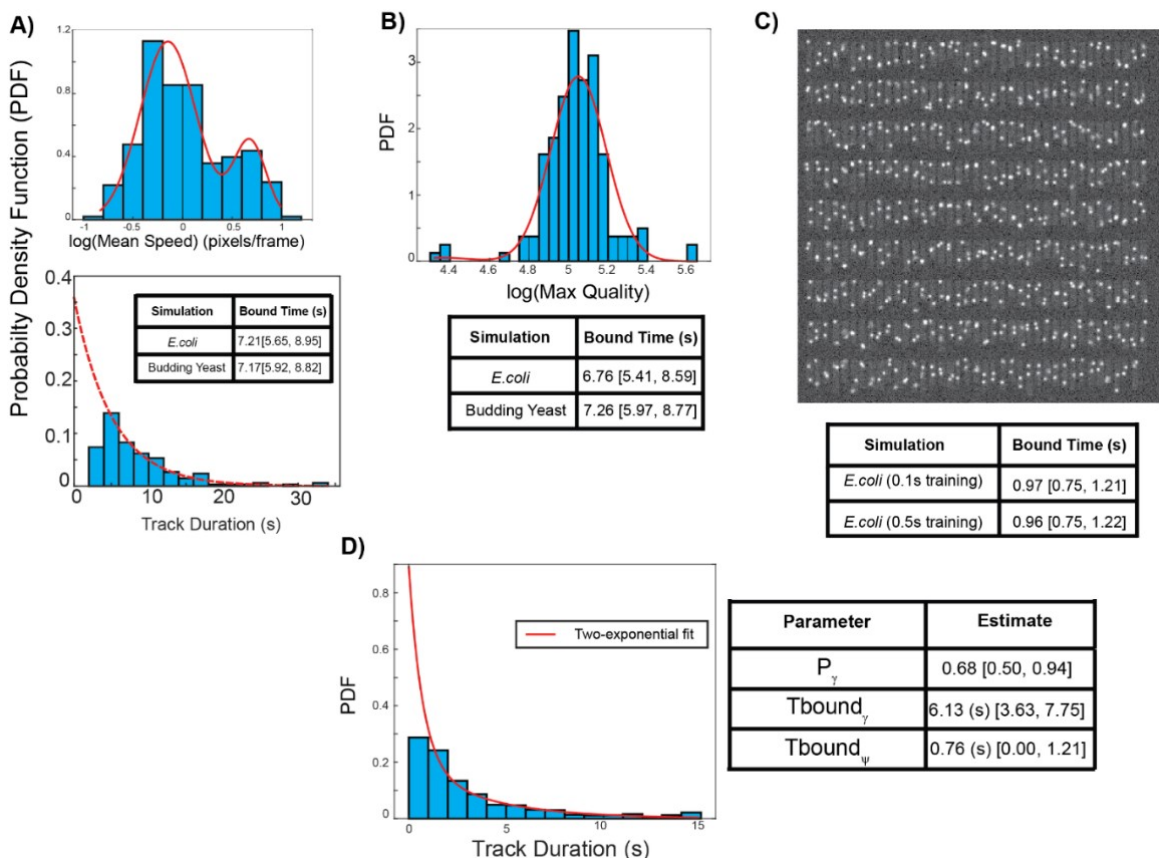 A)
Probabilty Density Function (PDF)
1.2
0.8
0.4
0
-1
-0.5
0
0.5
1
log(Mean Speed) (pixels/frame)
0.4
0.3
0.2
0.1
0
0
10
20
30
Track Duration (s)
Simulation Bound Time (s)
E.coli 7.21[5.65, 8.95]
Budding Yeast 7.17[5.92, 8.82]
B)
PDF
3
2
1
0
4.4
4.6
4.8
5
5.2
5.4
5.6
log(Max Quality)
Simulation Bound Time (s)
E.coli 6.76 [5.41, 8.59]
Budding Yeast 7.26 [5.97, 8.77]
C)
Simulation Bound Time (s)
E.coli (0.1s training) 0.97 [0.75, 1.21]
E.coli (0.5s training) 0.96 [0.75, 1.22]
D)
PDF
0.8
0.6
0.4
0.2
0
0
5
10
15
Track Duration (s)
Two-exponential fit
Parameter Estimate
Pγ 0.68 [0.50, 0.94]
Tboundγ 6.13 (s) [3.63, 7.75]
Tboundψ 0.76 (s) [0.00, 1.21]